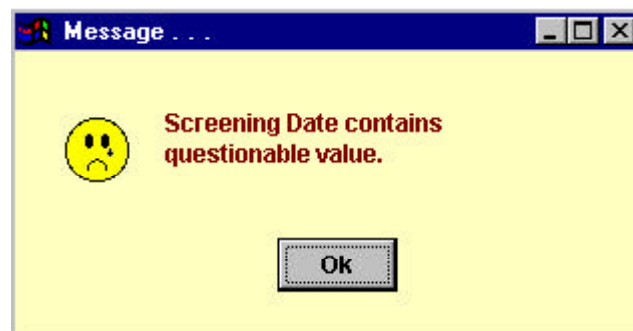 Message . . .
Screening Date contains
questionable value.
Ok